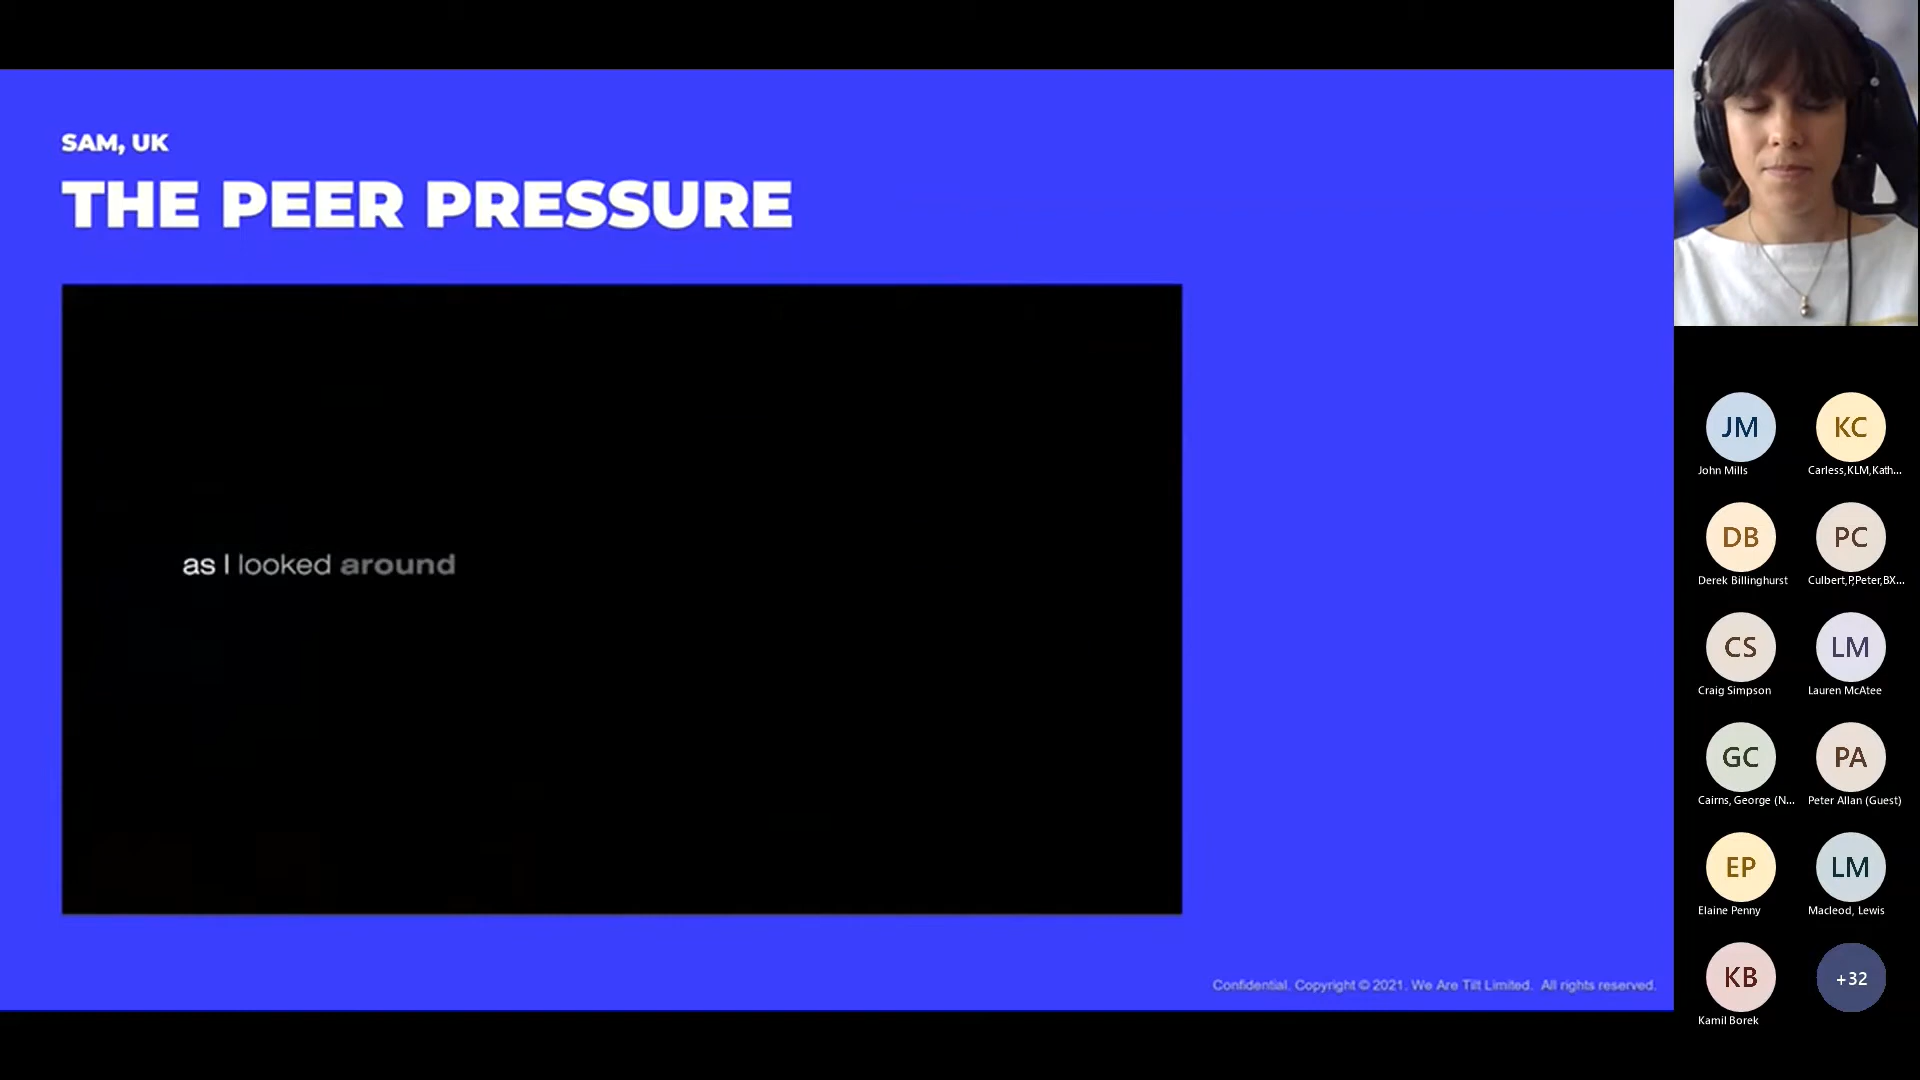 SAM, UK
THE PEER PRESSURE
as I looked around
Confidential. Copyright © 2021. We Are Tilt Limited. All rights reserved.
JM
KC
John Mills
Carless,KLM,Kath...
DB
PC
Derek Billinghurst
Culbert,P,Peter,BX...
CS
LM
Craig Simpson
Lauren McAtee
GC
PA
Cairns, George (N...
Peter Allan (Guest)
EP
LM
Elaine Penny
Macleod, Lewis
KB
+32
Kamil Borek